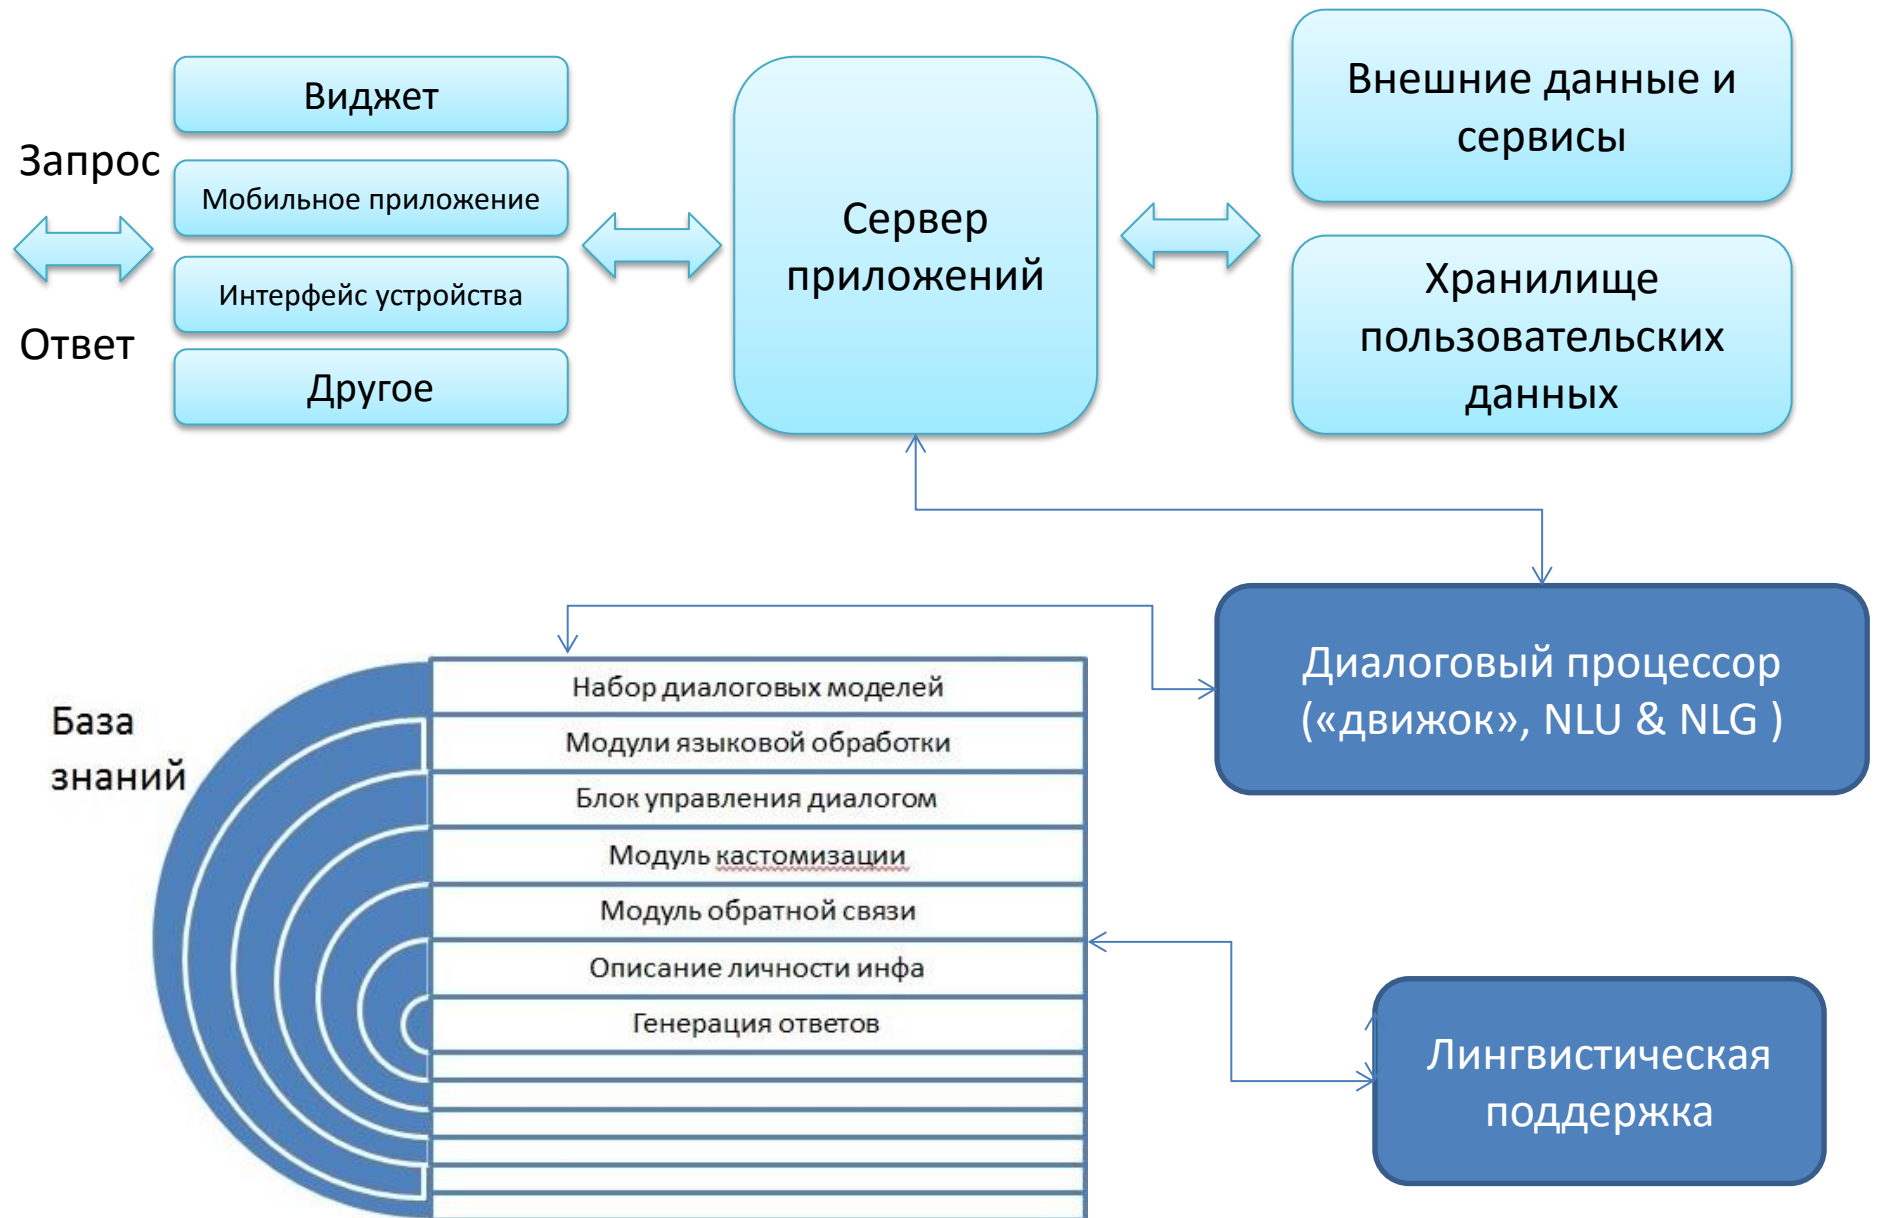 Запрос
Ответ
Виджет
Мобильное приложение
Интерфейс устройства
Другое
Сервер
приложений
Внешние данные и
сервисы
Хранилище
пользовательских
данных
Диалоговый процессор
(«движок», NLU & NLG )
База
знаний
Набор диалоговых моделей
Модули языковой обработки
Блок управления диалогом
Модуль кастомизации
Модуль обратной связи
Описание личности инфа
Генерация ответов
Лингвистическая
поддержка